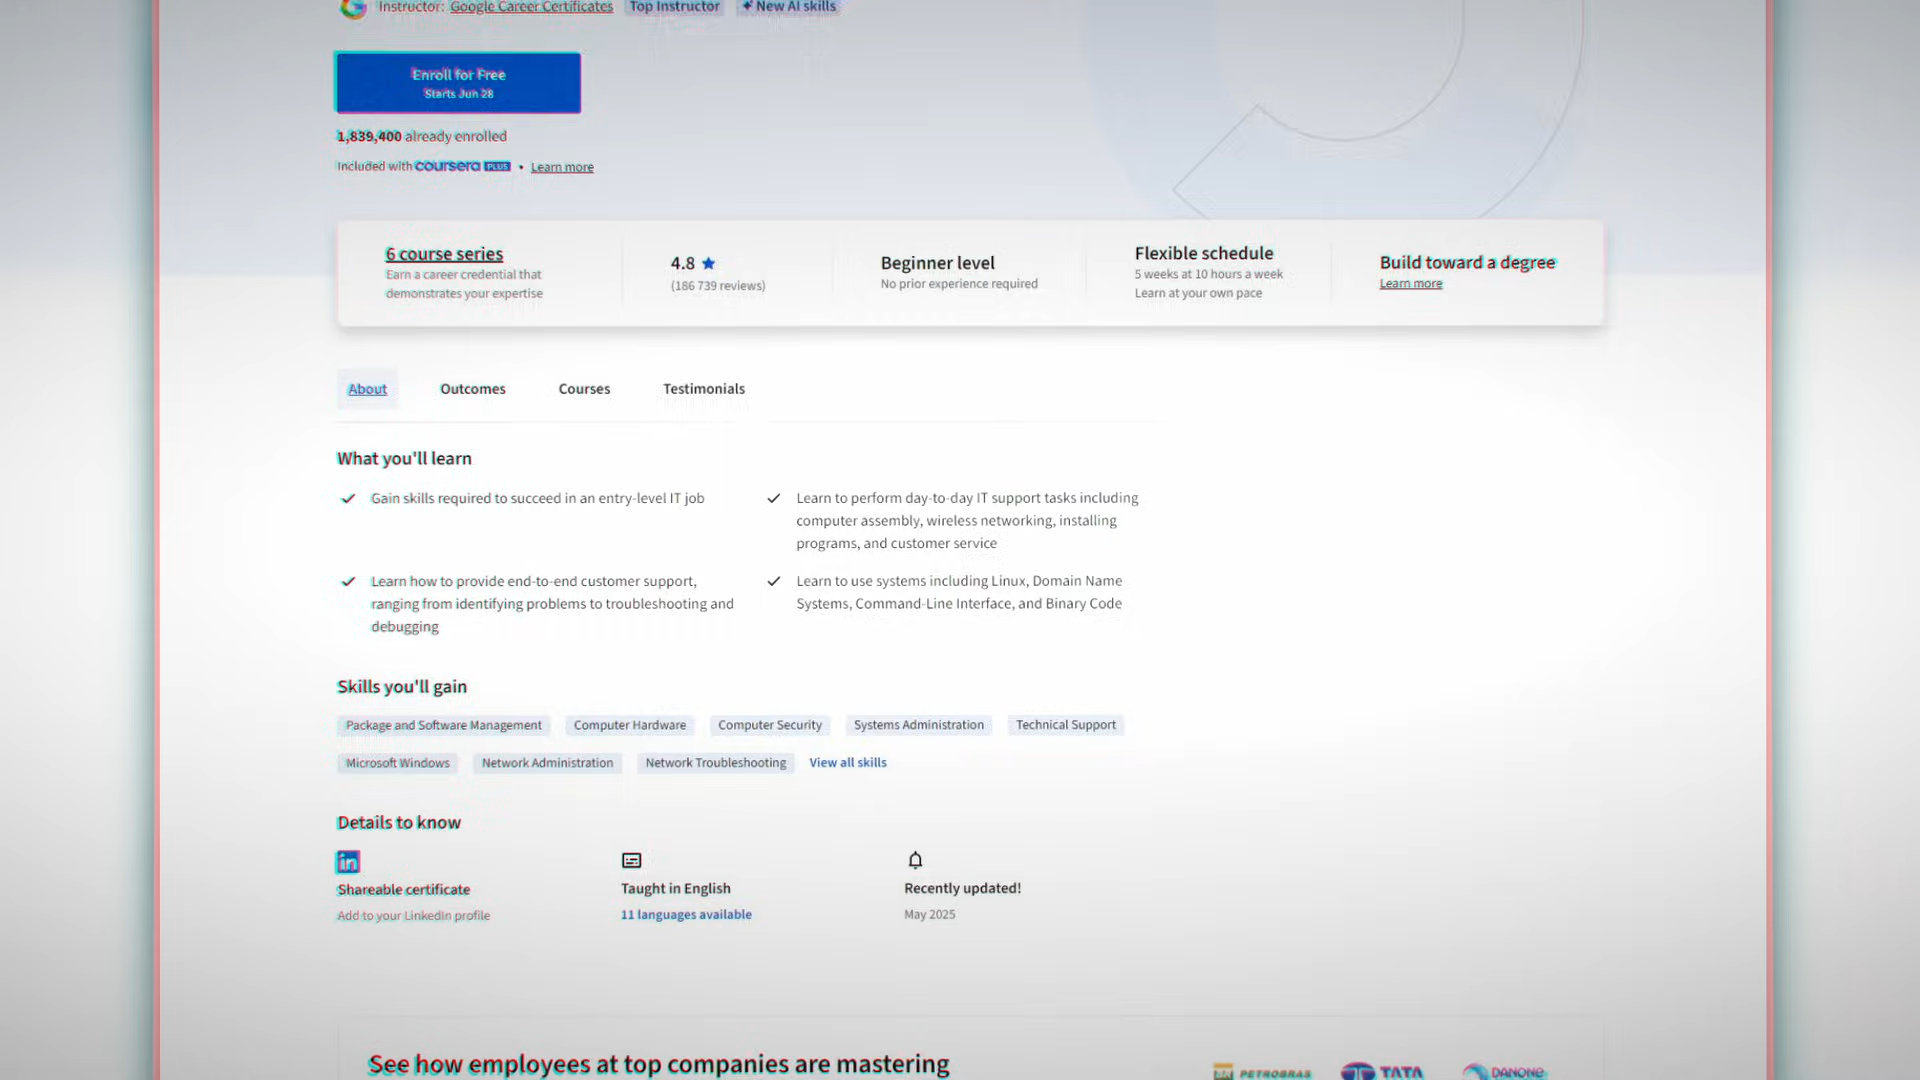 Instructor: Google Career Certificates Top Instructor New AI skills
Enroll for Free
Starts Jun 28
1,839,400 already enrolled
Included with coursera PLUS • Learn more
6 course series
Earn a career credential that
demonstrates your expertise
4.8
(186 739 reviews)
Beginner level
No prior experience required
Flexible schedule
5 weeks at 10 hours a week
Learn at your own pace
Build toward a degree
Learn more
About Outcomes Courses Testimonials
What you'll learn
Gain skills required to succeed in an entry-level IT job
Learn to perform day-to-day IT support tasks including
computer assembly, wireless networking, installing
programs, and customer service
Learn how to provide end-to-end customer support,
ranging from identifying problems to troubleshooting and
debugging
Learn to use systems including Linux, Domain Name
Systems, Command-Line Interface, and Binary Code
Skills you'll gain
Package and Software Management Computer Hardware Computer Security Systems Administration Technical Support
Microsoft Windows Network Administration Network Troubleshooting View all skills
Details to know
in
Shareable certificate
Add to your LinkedIn profile
Taught in English
11 languages available
Recently updated!
May 2025
See how employees at top companies are mastering
PETROBRAS TATA DANONE